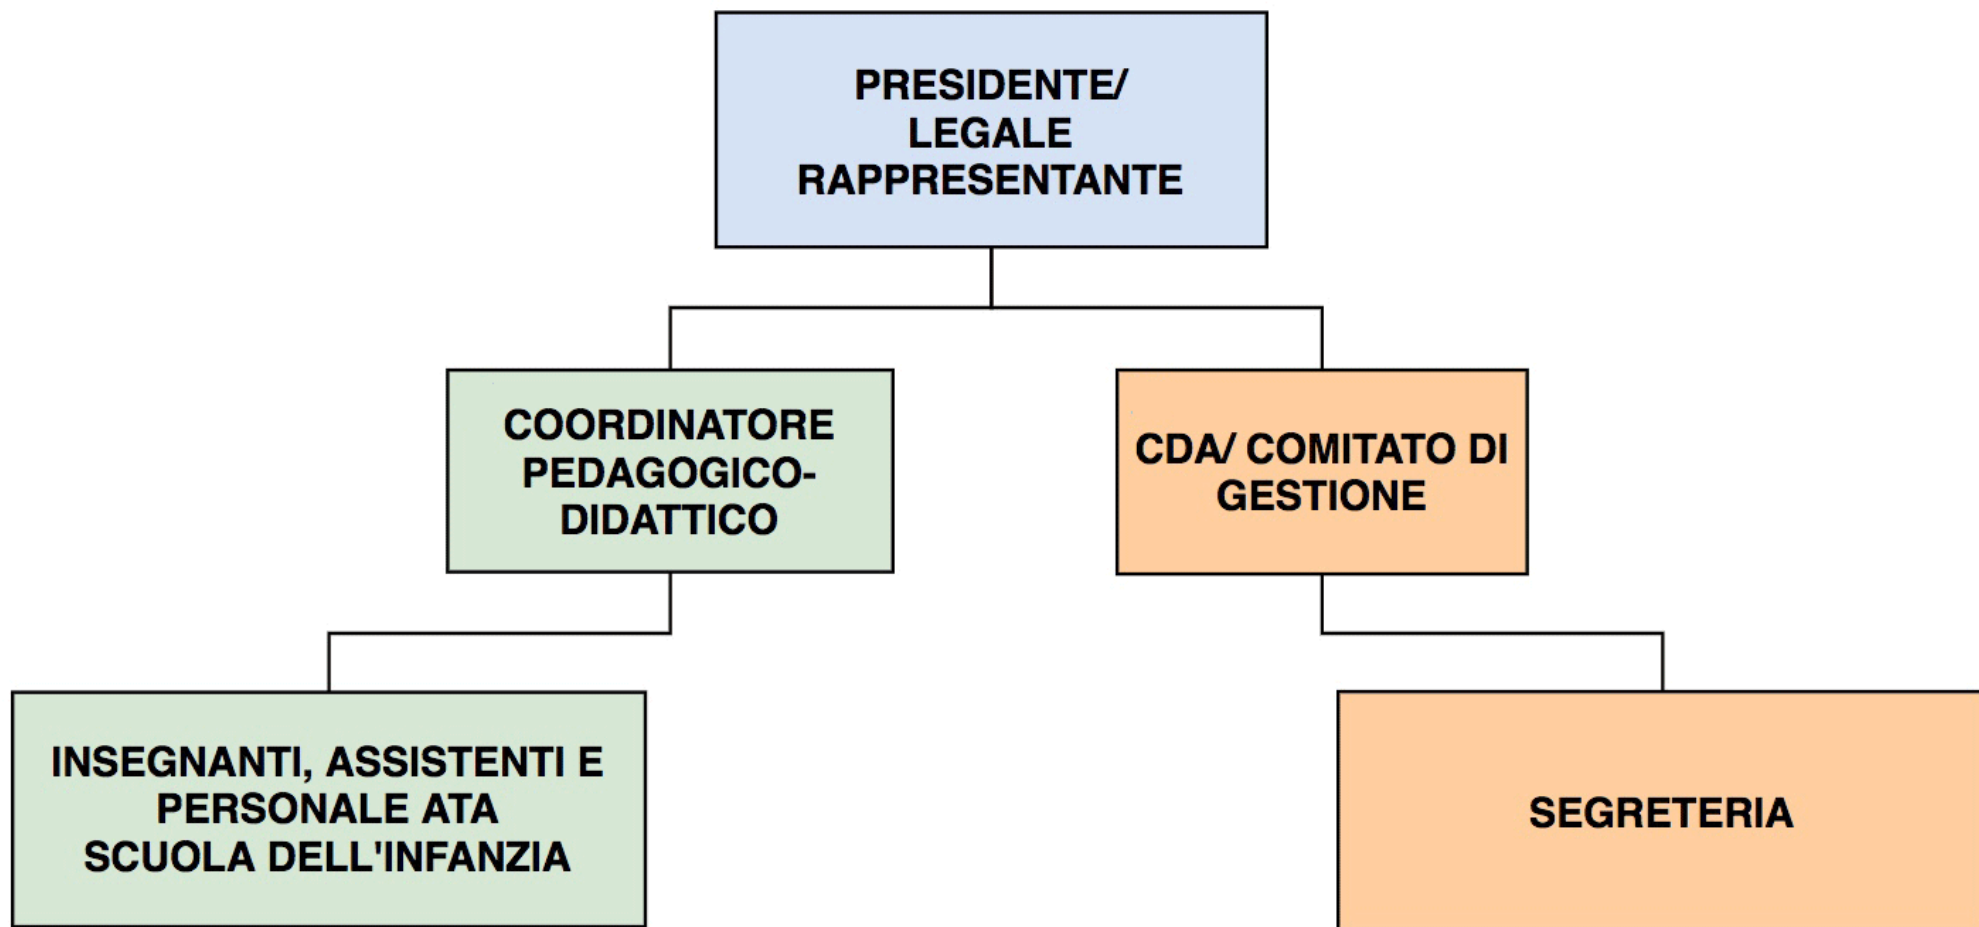 PRESIDENTE/
LEGALE
RAPPRESENTANTE
COORDINATORE
PEDAGOGICO-
DIDATTICO
CDA/ COMITATO DI
GESTIONE
INSEGNANTI, ASSISTENTI E
PERSONALE ATA
SCUOLA DELL'INFANZIA
SEGRETERIA